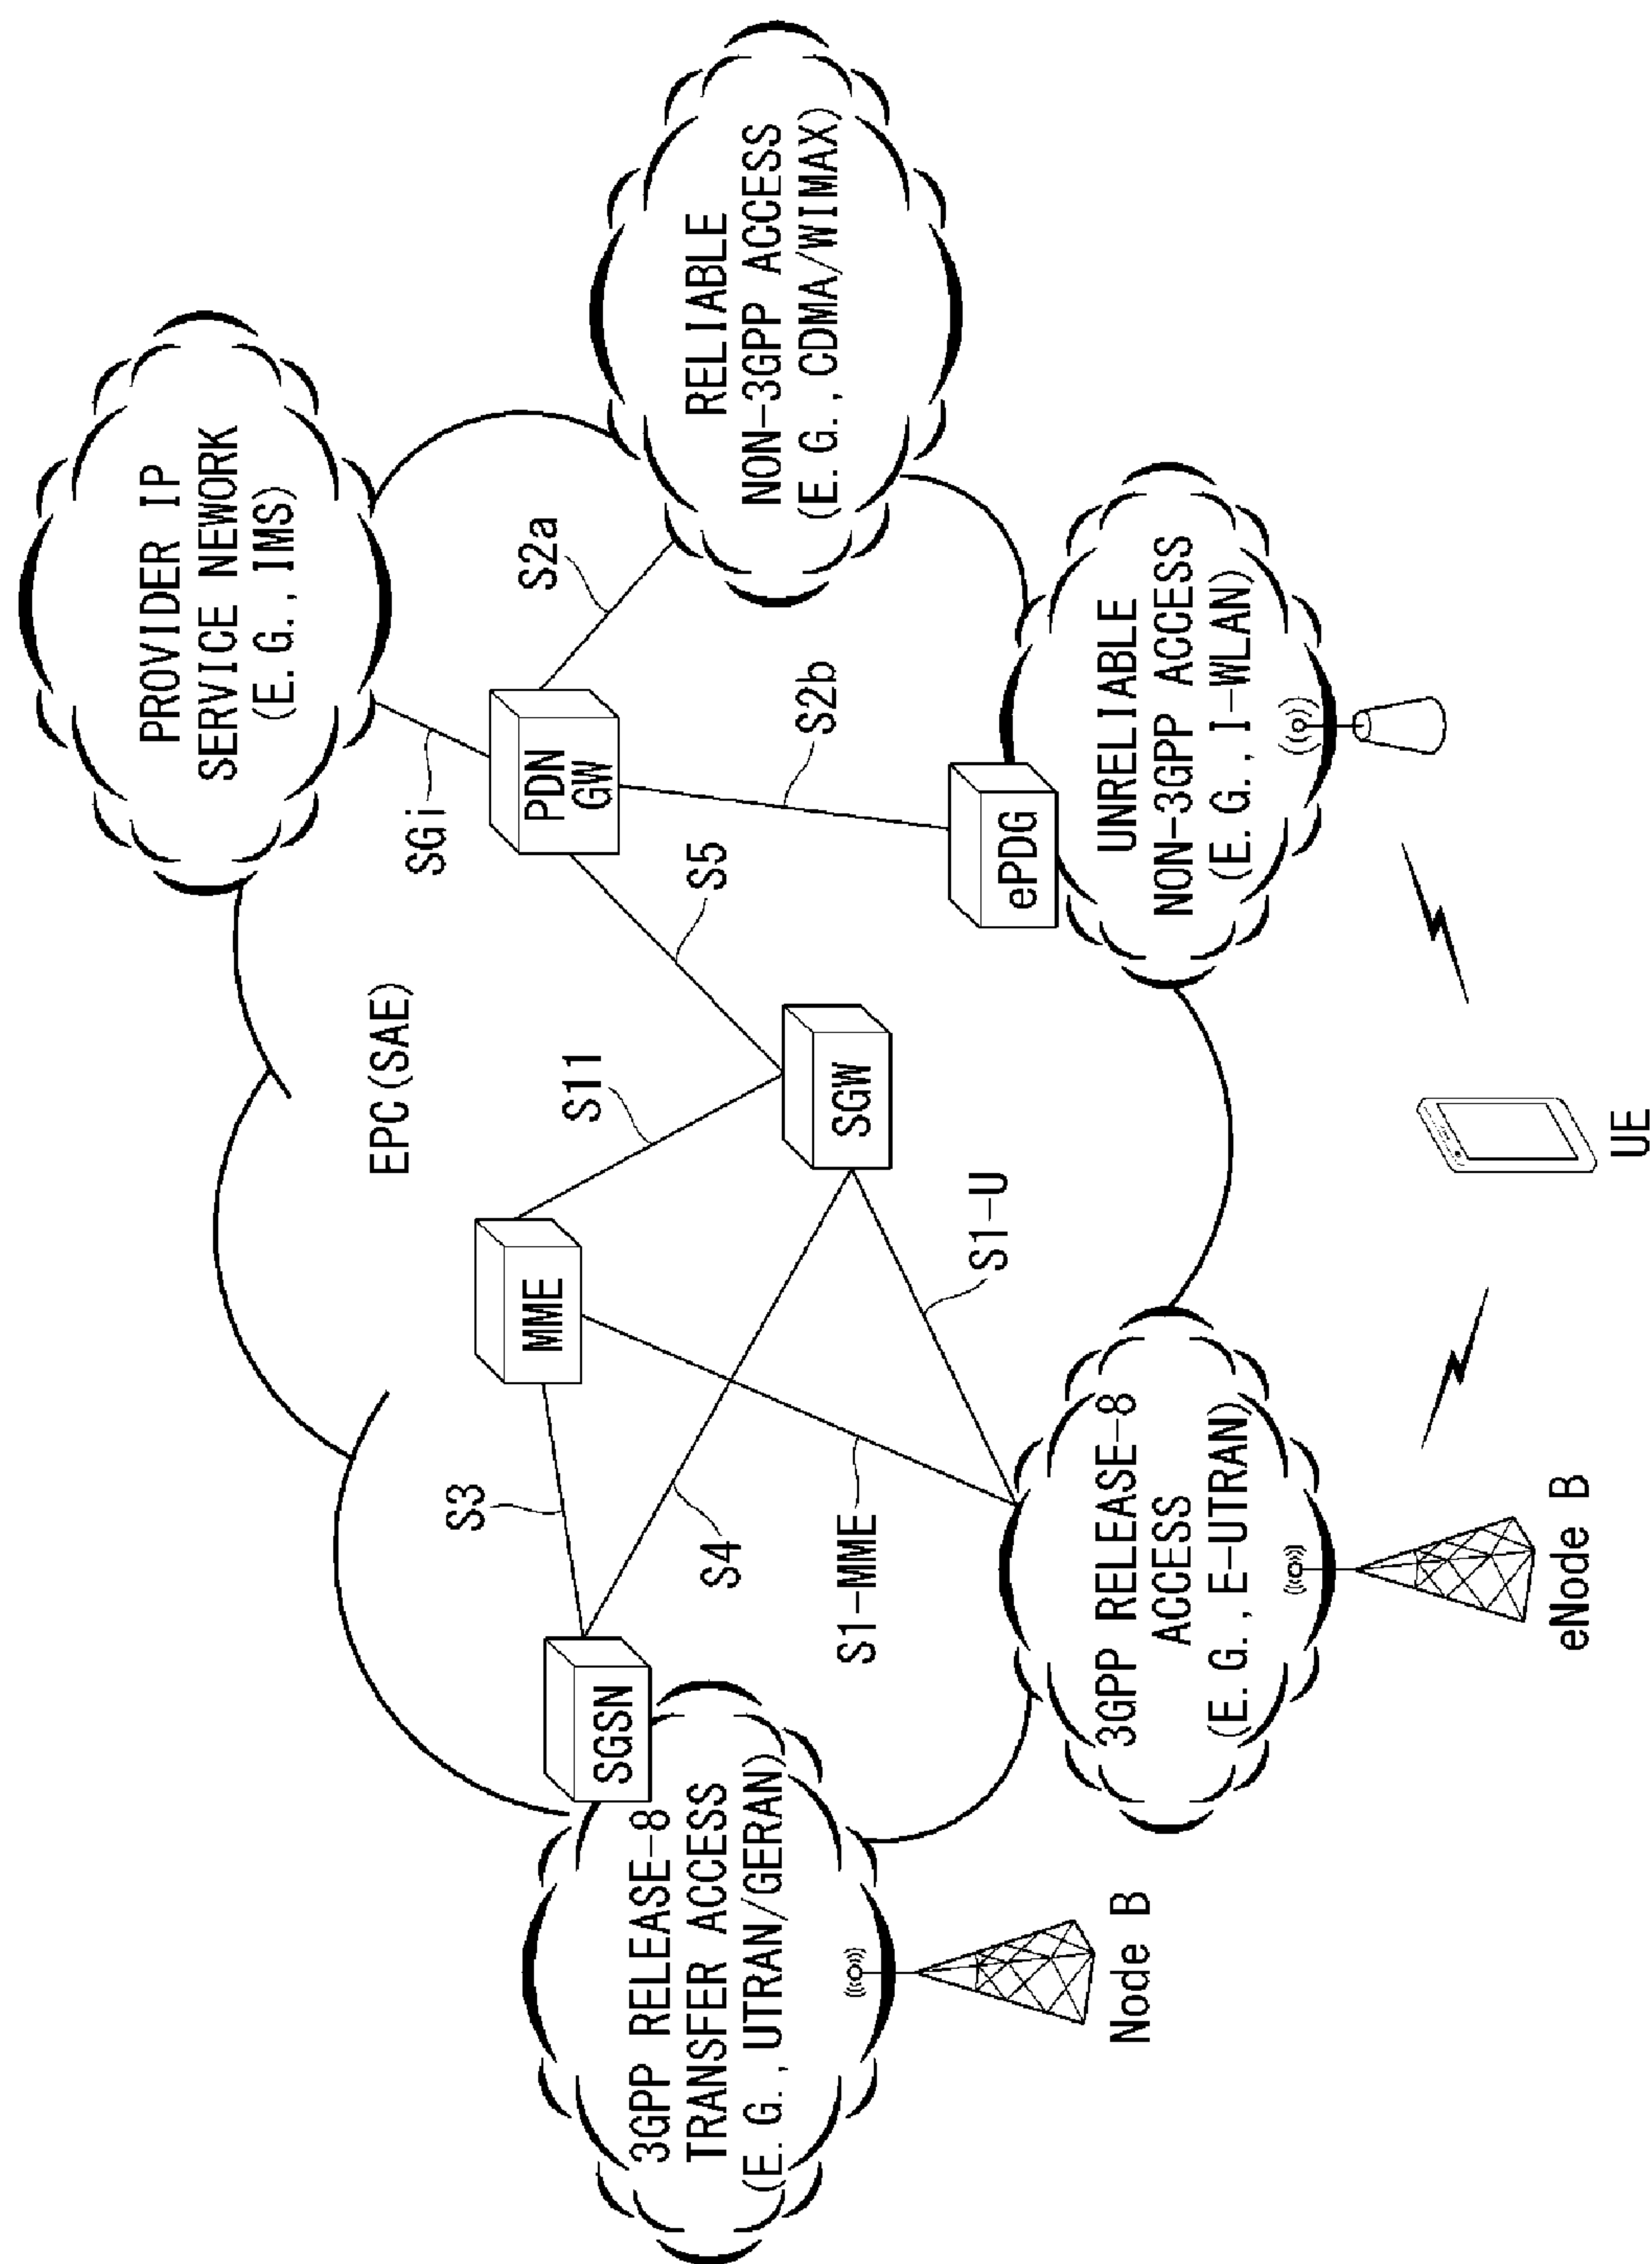 PROVIDER IP
SERVICE NEWORK
(E.G., IMS)
EPC(SAE)
SGi
S2a
PDN
GW
RELIABLE
NON-3GPP ACCESS
(E.G., CDMA/WIMAX)
S3
MME
S11
S5
S2b
SGSN
S4
SGW
3GPP RELEASE-8
TRANSFER ACCESS
(E.G., UTRAN/GERAN)
S1-MME
S1-U
ePDG
Node B
3GPP RELEASE-8
ACCESS
(E.G., E-UTRAN)
UNRELIABLE
NON-3GPP ACCESS
(E.G., I-WLAN)
eNode B
UE